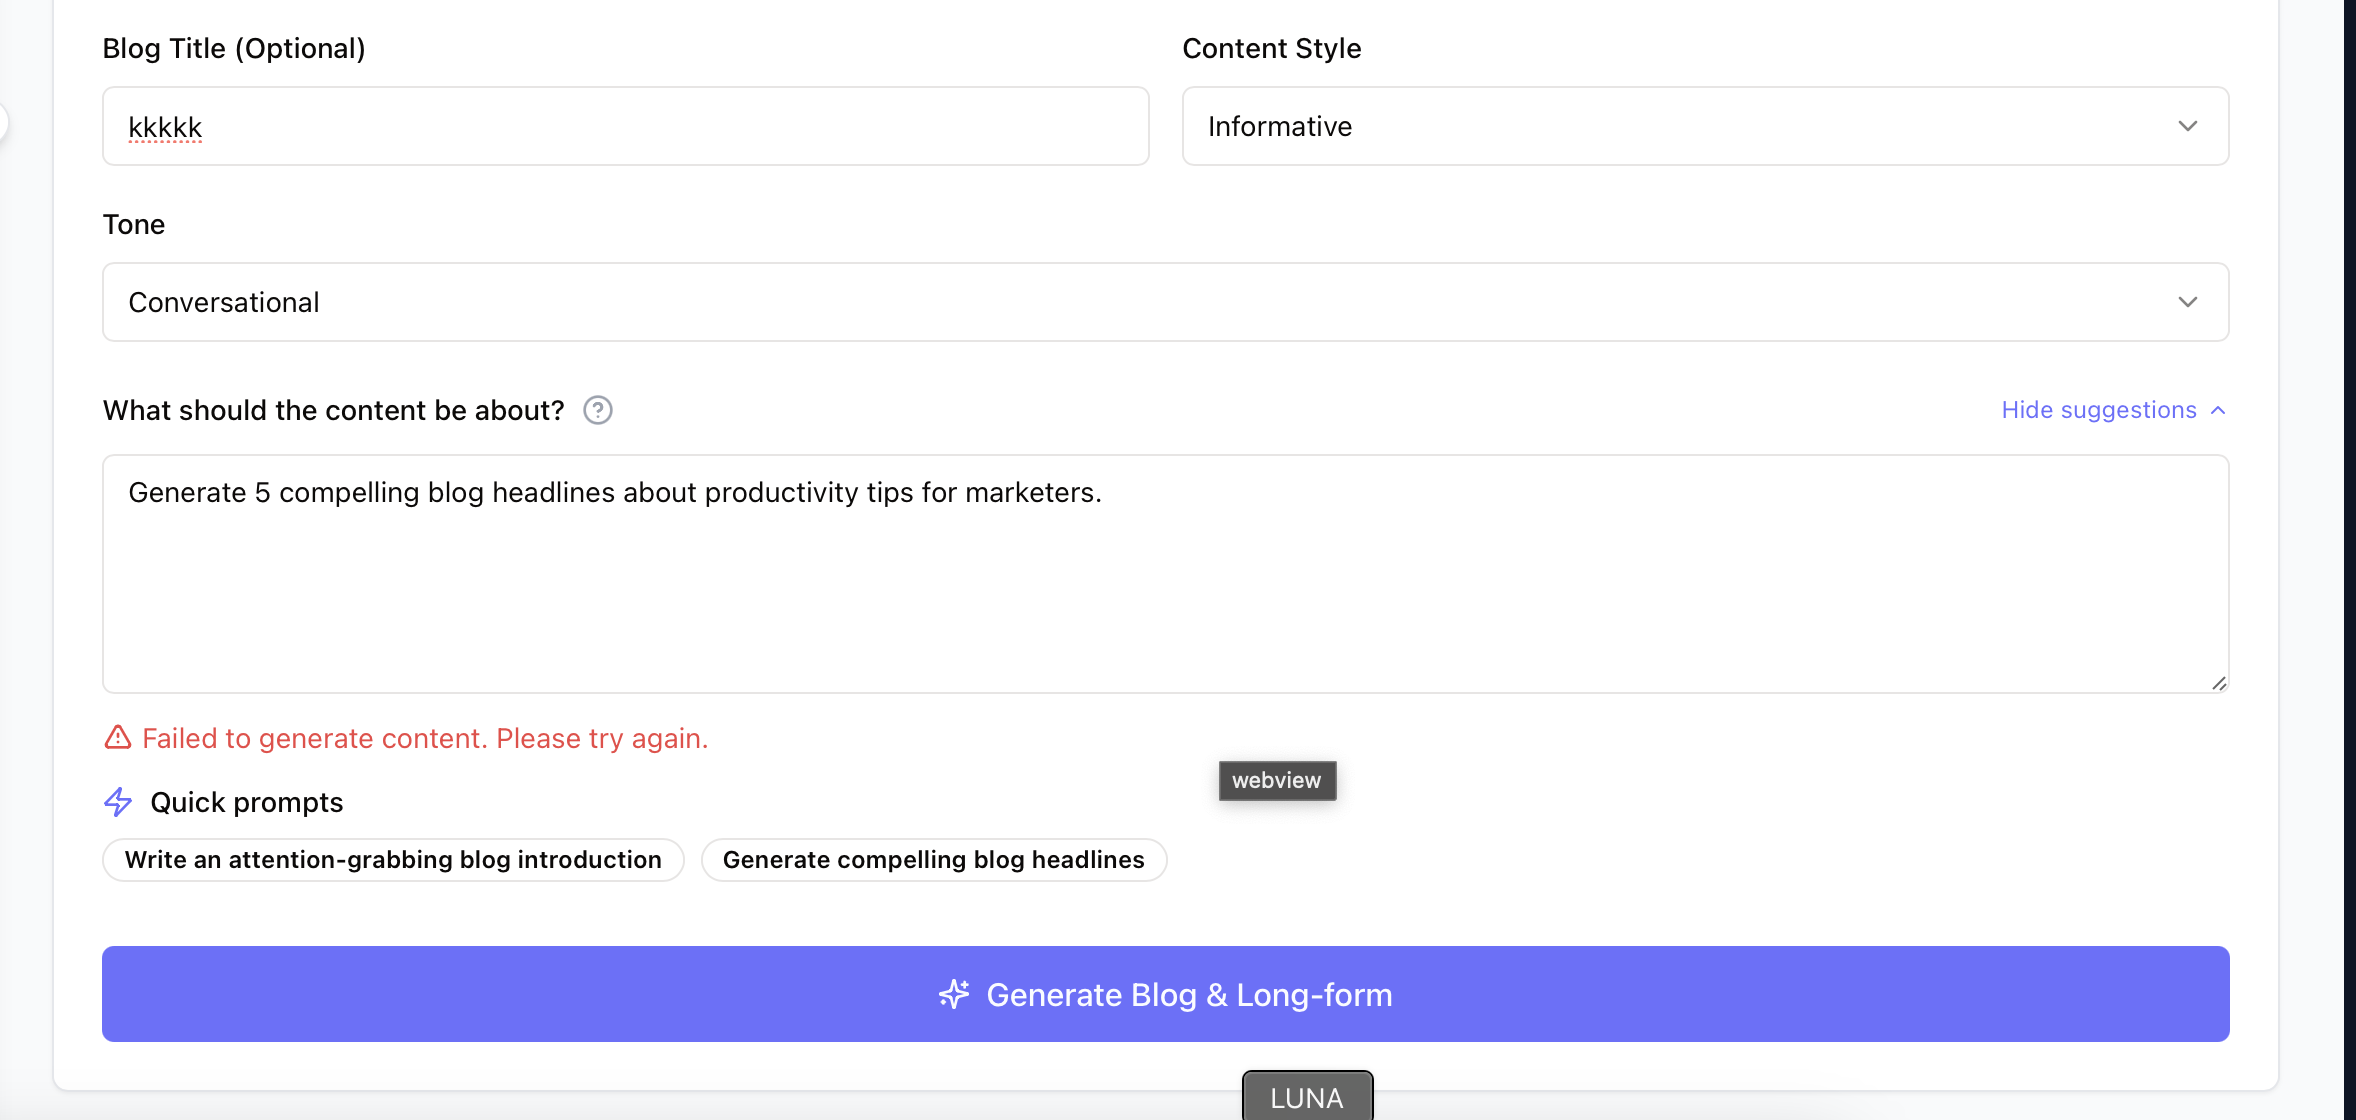 Blog Title (Optional)
Content Style
kkkkk
Informative
Tone
Conversational
What should the content be about?
Hide suggestions
Generate 5 compelling blog headlines about productivity tips for marketers.
Failed to generate content. Please try again.
webview
Quick prompts
Write an attention-grabbing blog introduction
Generate compelling blog headlines
Generate Blog & Long-form
LUNA